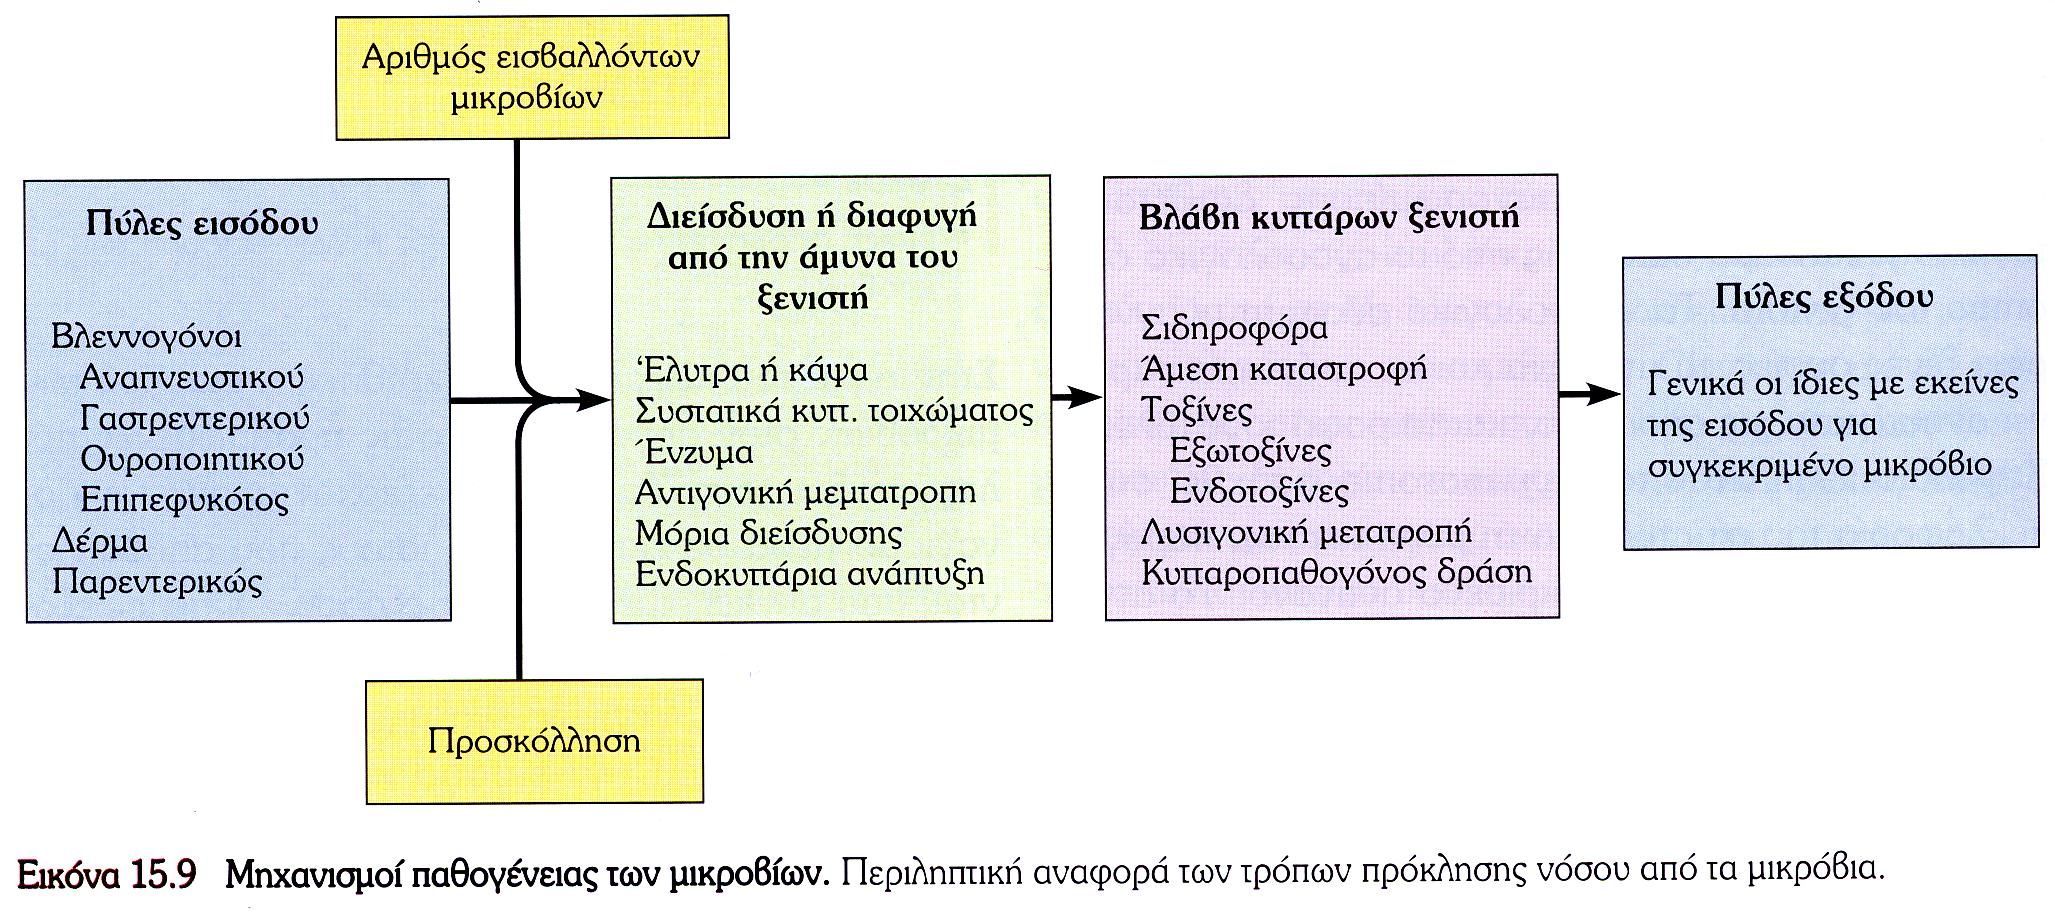 Αριθμός εισβαλλόντων
μικροβίων
Πύλες εισόδου
Βλεννογόνοι
Αναπνευστικού
Γαστρεντερικού
Ουροποιητικού
Επιπεφυκότος
Δέρμα
Παρεντερικώς
Προσκόλληση
Διείσδυση ή διαφυγή
από την άμυνα του
ξενιστή
Έλυτρα ή κάψα
Συστατικά κυττ. τοιχώματος
Ένζυμα
Αντιγονική μεμτατροπη
Μόρια διείσδυσης
Ενδοκυττάρια ανάπτυξη
Βλάβη κυττάρων ξενιστή
Σιδηροφόρα
Άμεση καταστροφή
Τοξίνες
Εξωτοξίνες
Ενδοτοξίνες
Λυσιγονική μετατροπή
Κυτταροπαθογόνος δράση
Πύλες εξόδου
Γενικά οι ίδιες με εκείνες
της εισόδου για
συγκεκριμένο μικρόβιο
Εικόνα 15.9 Μηχανισμοί παθογένειας των μικροβίων. Περιληπτική αναφορά των τρόπων πρόκλησης νόσου από τα μικρόβια.